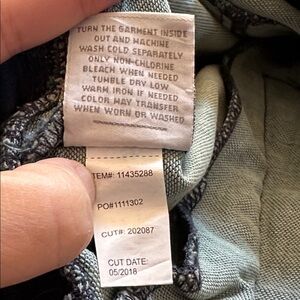 TURN THE GARMENT INSIDE
OUT AND MACHINE
WASH COLD SEPARATELY
ONLY NON-CHLORINE
BLEACH WHEN NEEDED
TUMBLE DRY LOW
WARM IRON IF NEEDED
COLOR MAY TRANSFER
WHEN WORN OR WASHED
TEM#: 11435288
PO#1111302
CUT#: 202087
CUT DATE:
05/2018